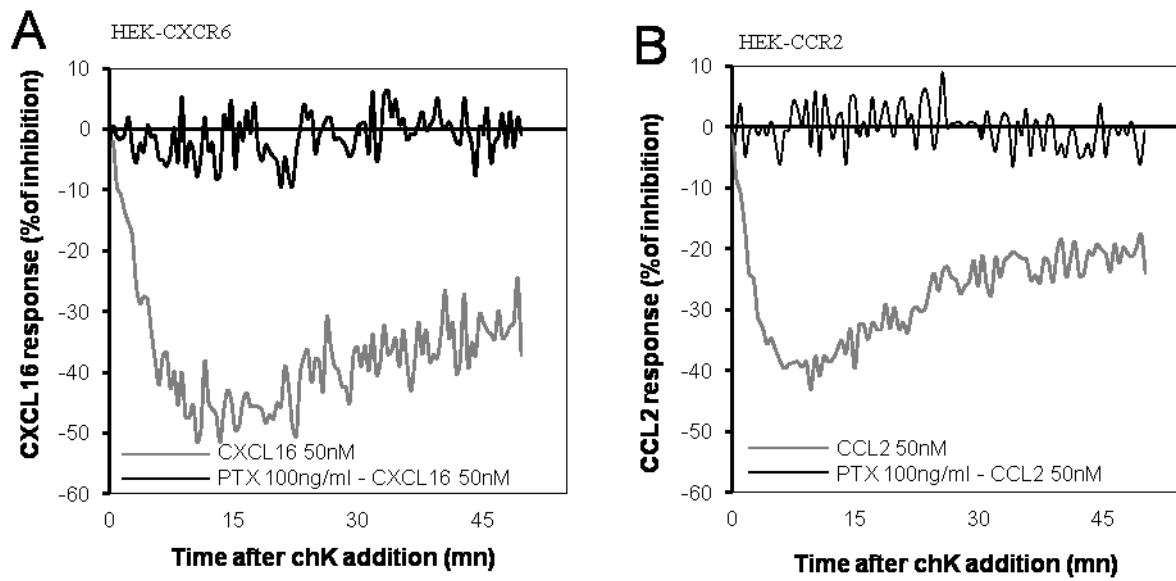 A
HEK-CXCR6
CXCL16 response (% of inhibition)
10
0
-10
-20
-30
-40
-50
-60
CXCL16 50nM
PTX 100ng/ml - CXCL16 50nM
0
15
30
45
Time after chK addition (mn)
B
HEK-CCR2
CCL2 response (% of inhibition)
10
0
-10
-20
-30
-40
-50
-60
CCL2 50nM
PTX 100ng/ml - CCL2 50nM
0
15
30
45
Time after chK addition (mn)